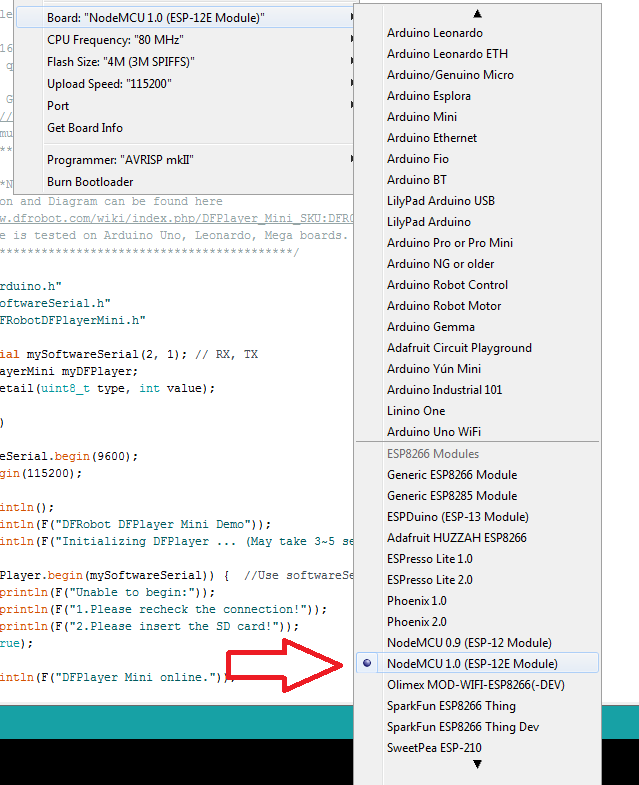 Board: "NodeMCU 1.0 (ESP-12E Module)"
CPU Frequency: "80 MHz"
Flash Size: "4M (3M SPIFFS)"
Upload Speed: "115200"
Port
Get Board Info
Programmer: "AVRISP mkII"
Burn Bootloader
le
16
q
G
//
mu
**
*N
on and Diagram can be found here
w.dfrobot.com/wiki/index.php/DFPlayer_Mini_SKU:DFR0
e is tested on Arduino Uno, Leonardo, Mega boards.
*******************************************/
rduino.h"
oftwareSerial.h"
FRobotDFPlayerMini.h"
ial mySoftwareSerial(2, 1); // RX, TX
layerMini myDFPlayer;
etail(uint8_t type, int value);
)
eSerial.begin(9600);
gin(115200);
intln();
intln(F("DFRobot DFPlayer Mini Demo"));
intln(F("Initializing DFPlayer ... (May take 3~5 se
Player.begin(mySoftwareSerial)) {  //Use softwareSe
println(F("Unable to begin:"));
println(F("1.Please recheck the connection!"));
println(F("2.Please insert the SD card!"));
rue);
intln(F("DFPlayer Mini online."));
Arduino Leonardo
Arduino Leonardo ETH
Arduino/Genuino Micro
Arduino Esplora
Arduino Mini
Arduino Ethernet
Arduino Fio
Arduino BT
LilyPad Arduino USB
LilyPad Arduino
Arduino Pro or Pro Mini
Arduino NG or older
Arduino Robot Control
Arduino Robot Motor
Arduino Gemma
Adafruit Circuit Playground
Arduino Yún Mini
Arduino Industrial 101
Linino One
Arduino Uno WiFi
ESP8266 Modules
Generic ESP8266 Module
Generic ESP8285 Module
ESPDuino (ESP-13 Module)
Adafruit HUZZAH ESP8266
ESPresso Lite 1.0
ESPresso Lite 2.0
Phoenix 1.0
Phoenix 2.0
NodeMCU 0.9 (ESP-12 Module)
NodeMCU 1.0 (ESP-12E Module)
Olimex MOD-WIFI-ESP8266(-DEV)
SparkFun ESP8266 Thing
SparkFun ESP8266 Thing Dev
SweetPea ESP-210